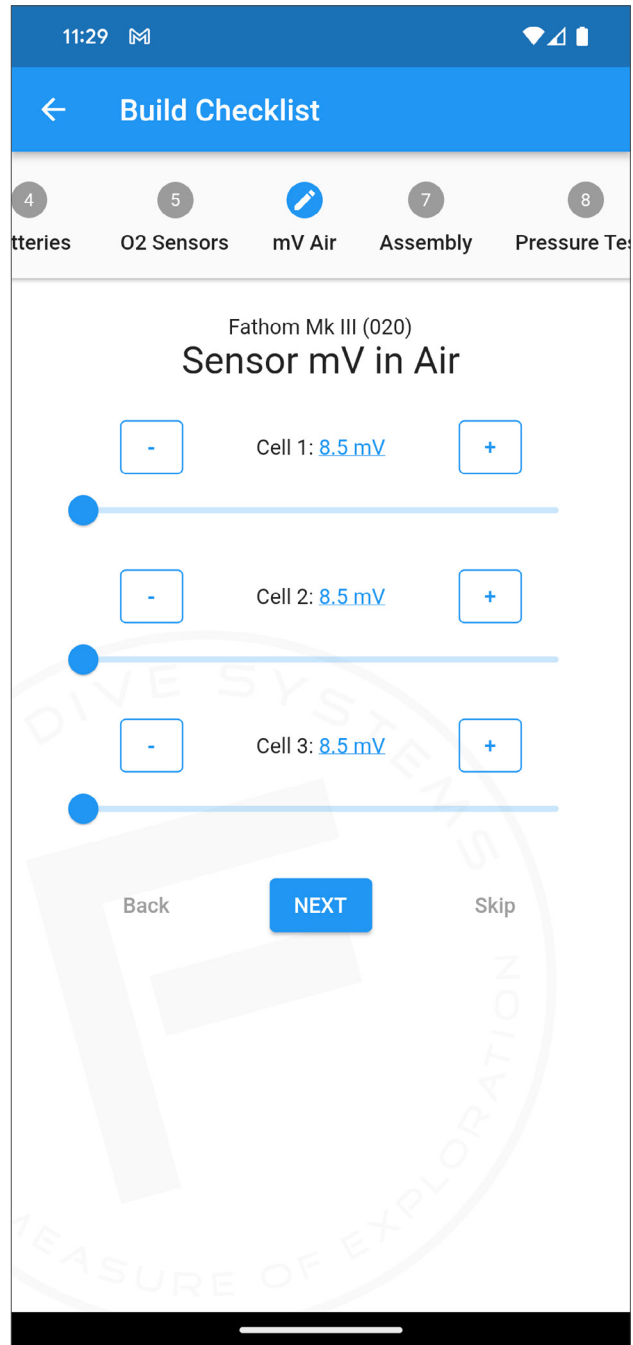 11:29
Build Checklist
4 5 7 8
tteries O2 Sensors mV Air Assembly Pressure Te
Fathom Mk III (020)
Sensor mV in Air
- Cell 1: 8.5 mV +
- Cell 2: 8.5 mV +
- Cell 3: 8.5 mV +
Back NEXT Skip
DIVE SYSTEMS
F
MEASURE OF EXPLORATION